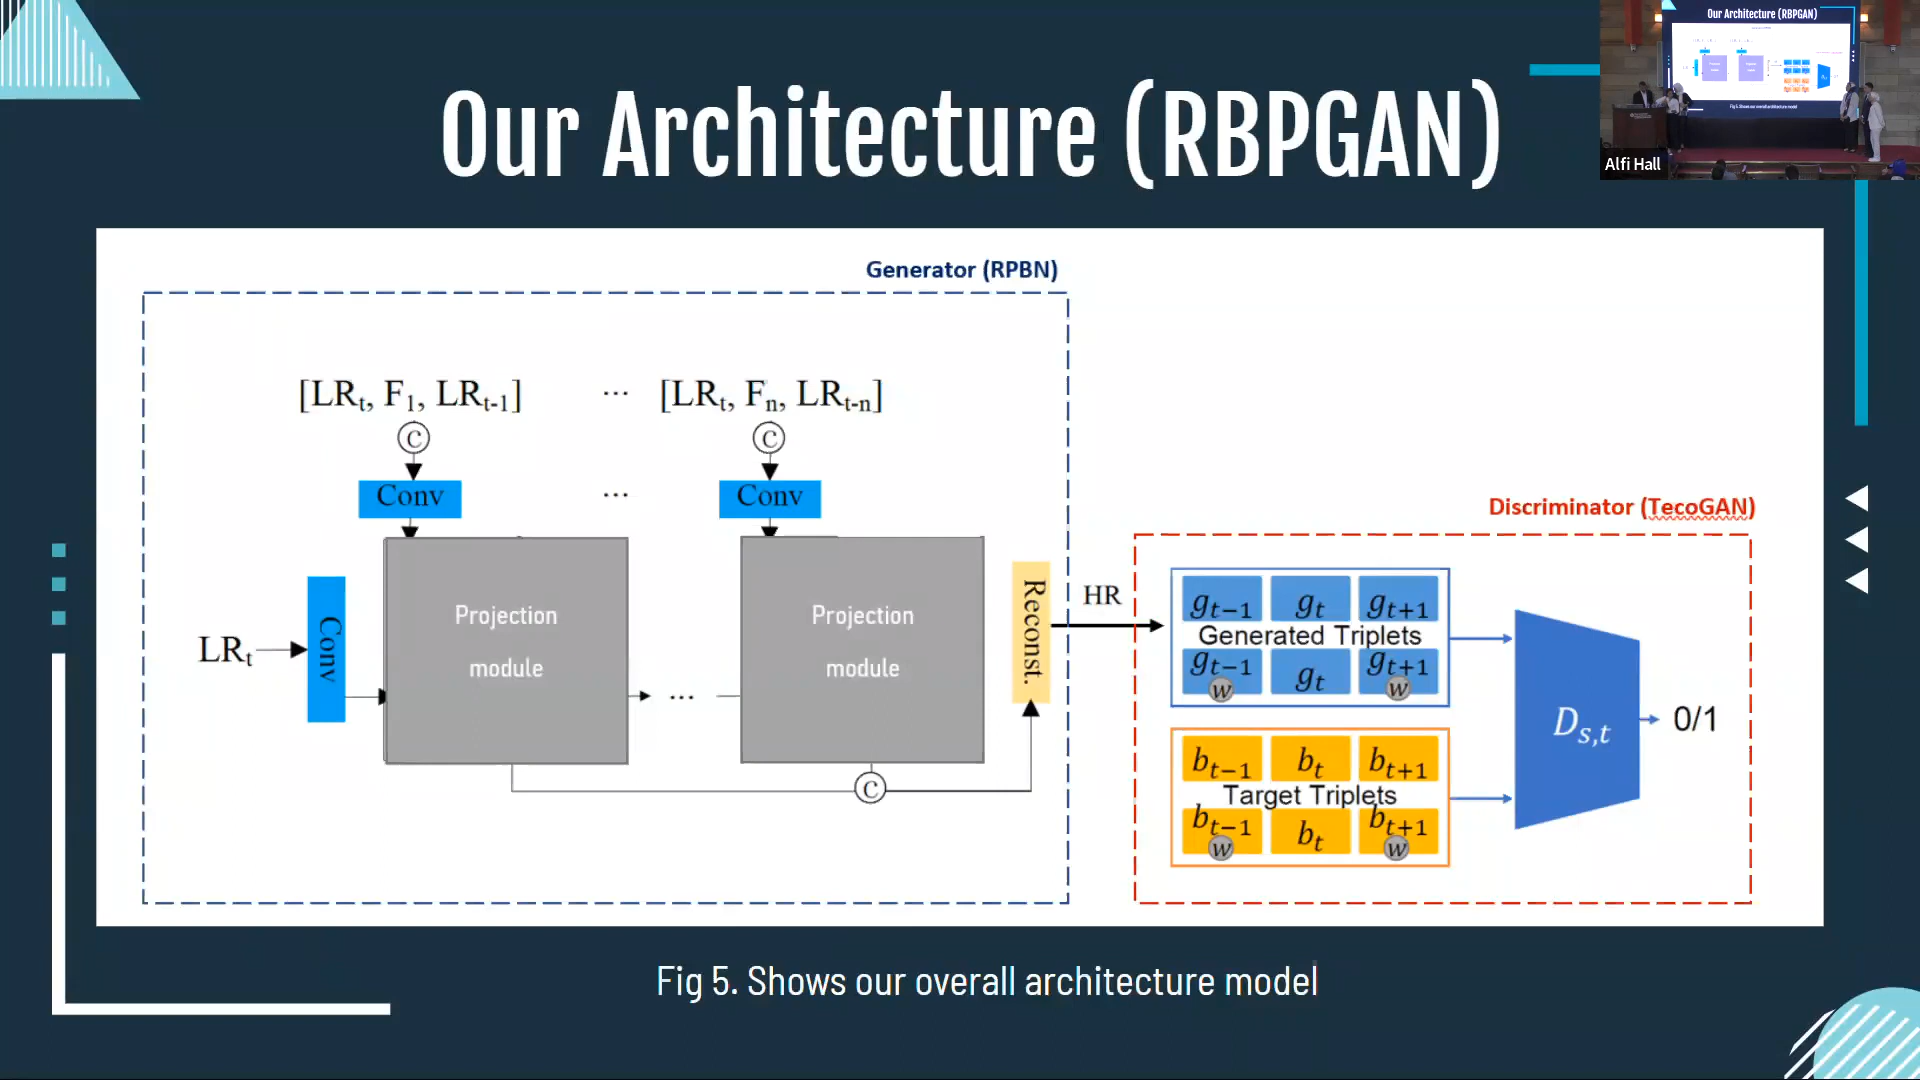 Our Architecture (RBPGAN)
Our Architecture (RBPGAN)
Alfi Hall
Generator (RPBN)
[LRt, F1, LRt-1] ... [LRt, Fn, LRt-n]
C C
Conv ... Conv
Discriminator (TecoGAN)
LRt
Conv
Projection
module
...
Projection
module
Reconst.
C
HR
gt−1 gt gt+1
Generated Triplets
gt−1 gt gt+1
W W
bt−1 bt bt+1
Target Triplets
bt−1 bt bt+1
W W
Ds,t
0/1
Fig 5. Shows our overall architecture model